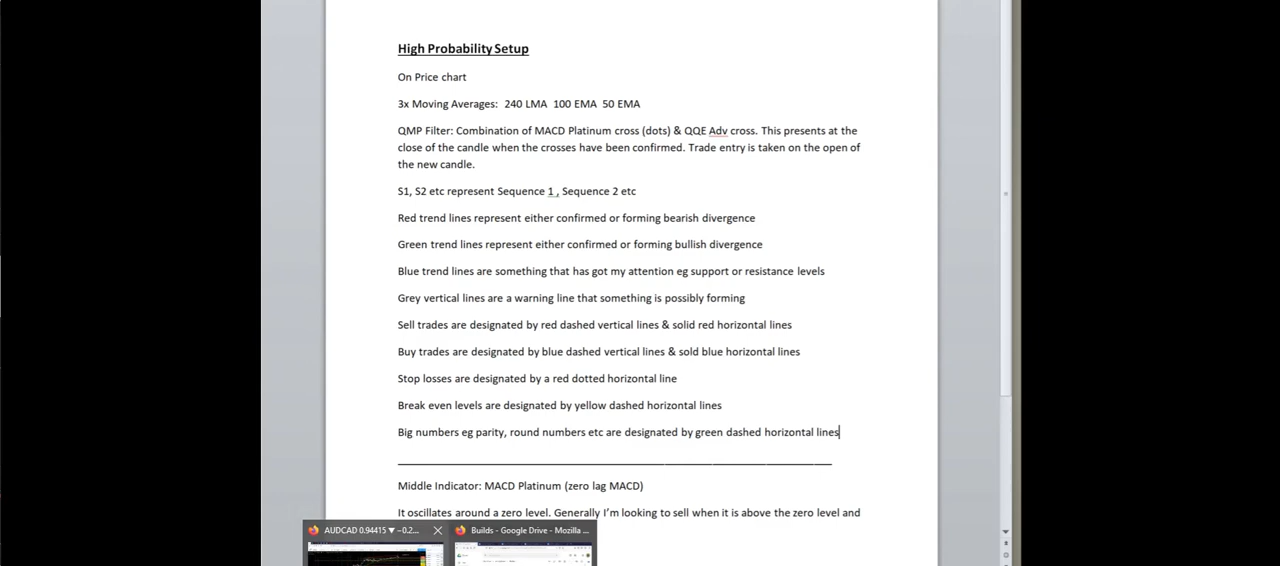 High Probability Setup
On Price chart
3x Moving Averages:  240 LMA  100 EMA  50 EMA
QMP Filter: Combination of MACD Platinum cross (dots) & QQE Adv cross. This presents at the
close of the candle when the crosses have been confirmed. Trade entry is taken on the open of
the new candle.
S1, S2 etc represent Sequence 1 , Sequence 2 etc
Red trend lines represent either confirmed or forming bearish divergence
Green trend lines represent either confirmed or forming bullish divergence
Blue trend lines are something that has got my attention eg support or resistance levels
Grey vertical lines are a warning line that something is possibly forming
Sell trades are designated by red dashed vertical lines & solid red horizontal lines
Buy trades are designated by blue dashed vertical lines & sold blue horizontal lines
Stop losses are designated by a red dotted horizontal line
Break even levels are designated by yellow dashed horizontal lines
Big numbers eg parity, round numbers etc are designated by green dashed horizontal lines
Middle Indicator: MACD Platinum (zero lag MACD)
It oscillates around a zero level. Generally I'm looking to sell when it is above the zero level and
AUDCAD 0.94415 ▼ −0.2...
Builds - Google Drive - Mozilla ...